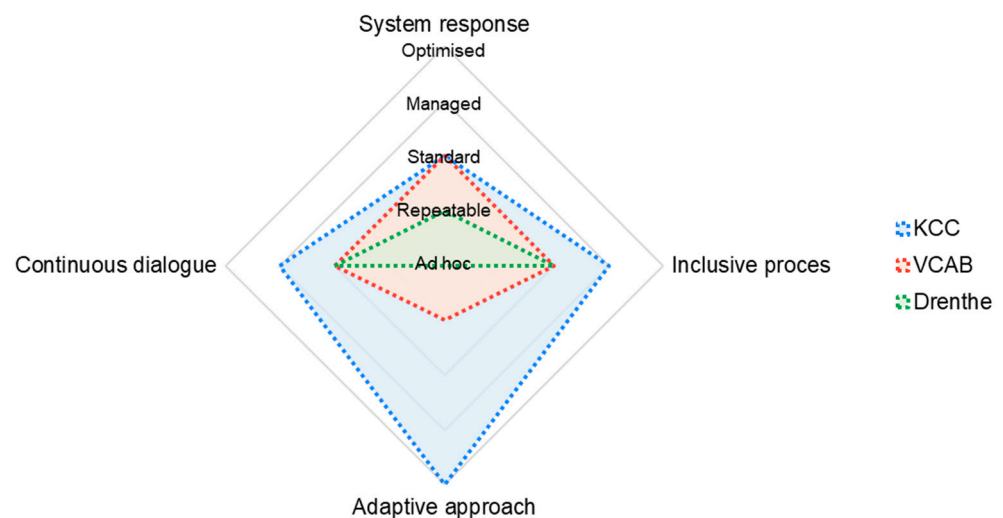 System response
Optimised
Managed
Standard
Repeatable
Ad hoc
Continuous dialogue
Inclusive proces
Adaptive approach
KCC
VCAB
Drenthe